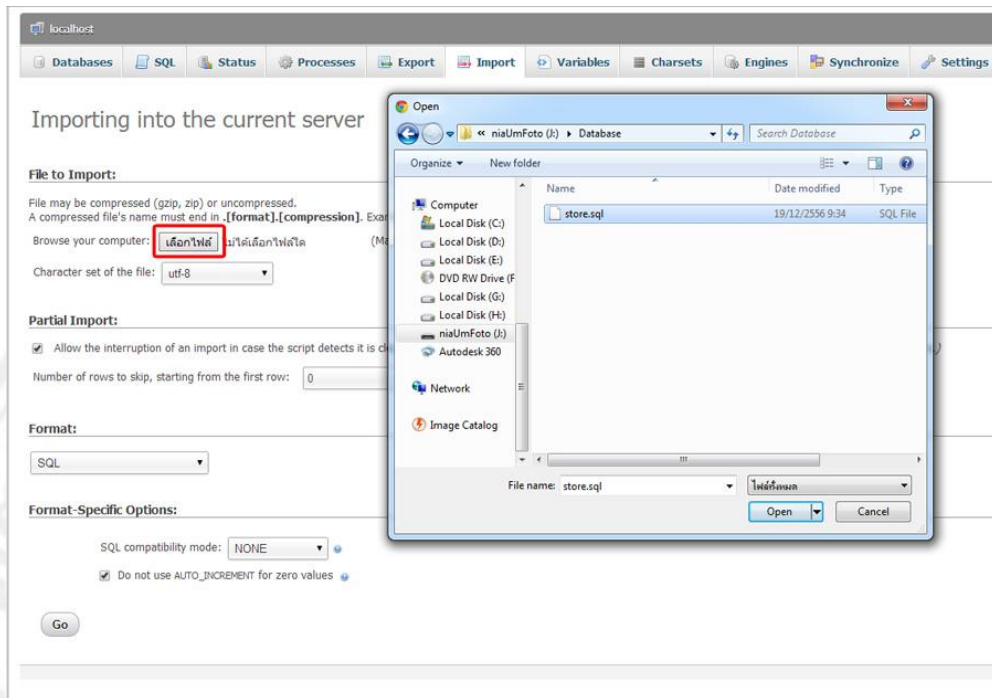 localhost
Databases SQL Status Processes Export Import Variables Charsets Engines Synchronize Settings
Importing into the current server
File to Import:
File may be compressed (gzip, zip) or uncompressed.
A compressed file's name must end in .[format].[compression]. Exa
Browse your computer: เลือกไฟล์ ไม่ได้เลือกไฟล์ใด (Ma
Character set of the file: utf-8
Partial Import:
Allow the interruption of an import in case the script detects it is cl
Number of rows to skip, starting from the first row: 0
Format:
SQL
Format-Specific Options:
SQL compatibility mode: NONE
Do not use AUTO_INCREMENT for zero values
Go
Open
« niaUmFoto (J:) Database
Search Database
Organize New folder
Name Date modified Type
store.sql 19/12/2556 9:34 SQL File
Computer
Local Disk (C:)
Local Disk (D:)
Local Disk (E:)
DVD RW Drive (F
Local Disk (G:)
Local Disk (H:)
niaUmFoto (J:)
Autodesk 360
Network
Image Catalog
File name: store.sql ไฟล์ทั้งหมด
Open Cancel